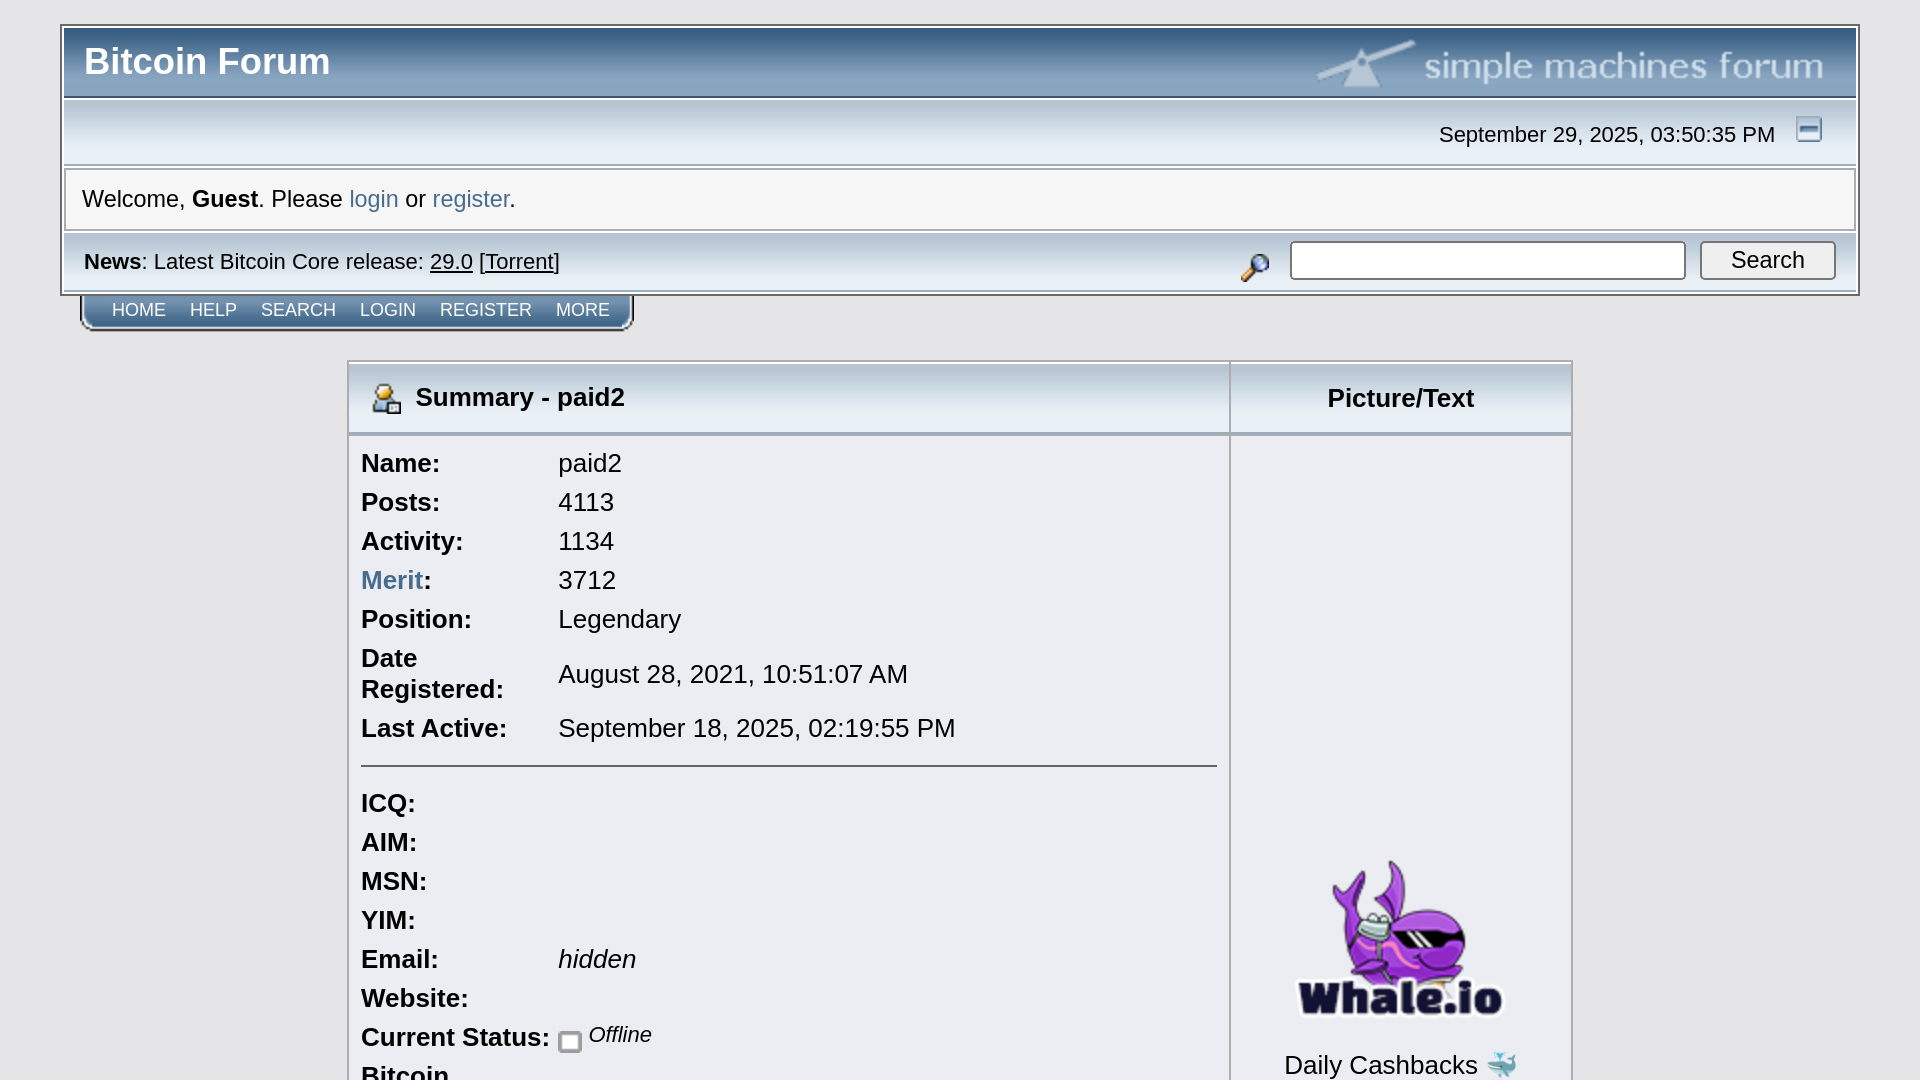 Bitcoin Forum
simple machines forum
September 29, 2025, 03:50:35 PM
Welcome, Guest. Please login or register.
News: Latest Bitcoin Core release: 29.0 [Torrent]
Search
HOME HELP SEARCH LOGIN REGISTER MORE
Summary - paid2
Picture/Text
Name: paid2
Posts: 4113
Activity: 1134
Merit: 3712
Position: Legendary
Date
Registered: August 28, 2021, 10:51:07 AM
Last Active: September 18, 2025, 02:19:55 PM
ICQ:
AIM:
MSN:
YIM:
Email: hidden
Website:
Current Status: Offline
Bitcoin
Whale.io
Daily Cashbacks 🐳